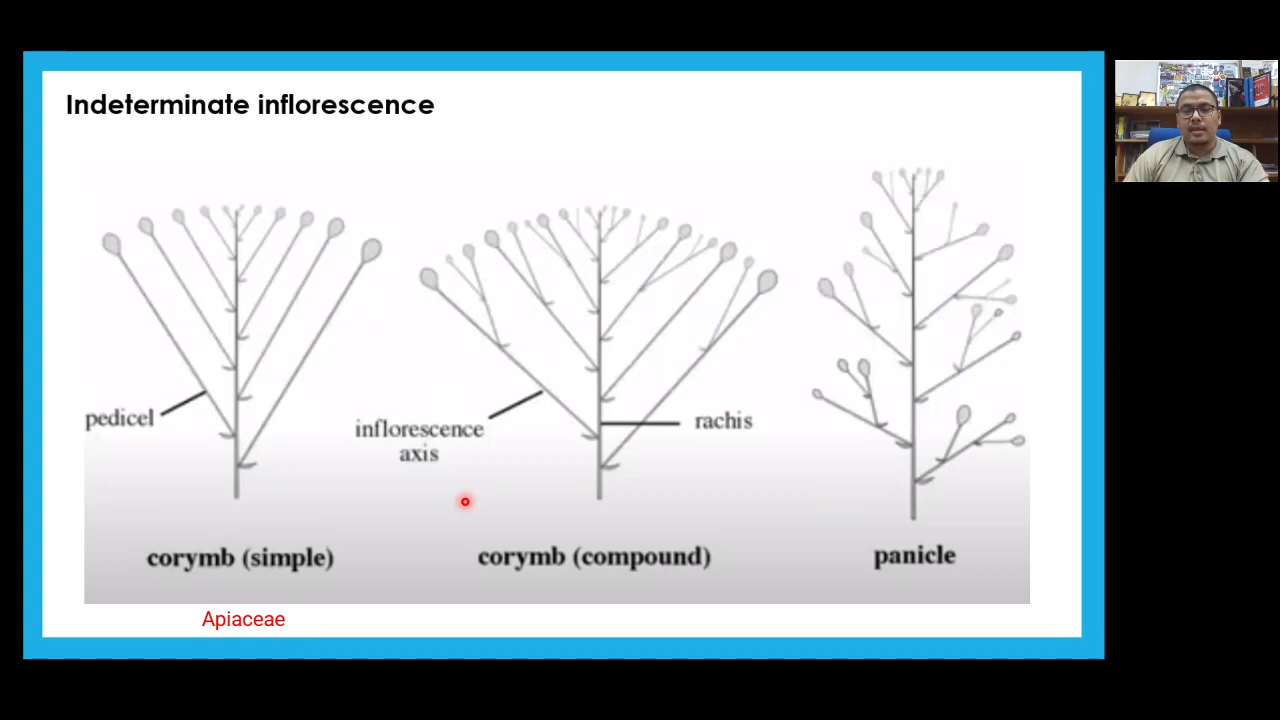 Indeterminate inflorescence
pedicel
inflorescence
axis
rachis
corymb (simple)
corymb (compound)
panicle
Apiaceae